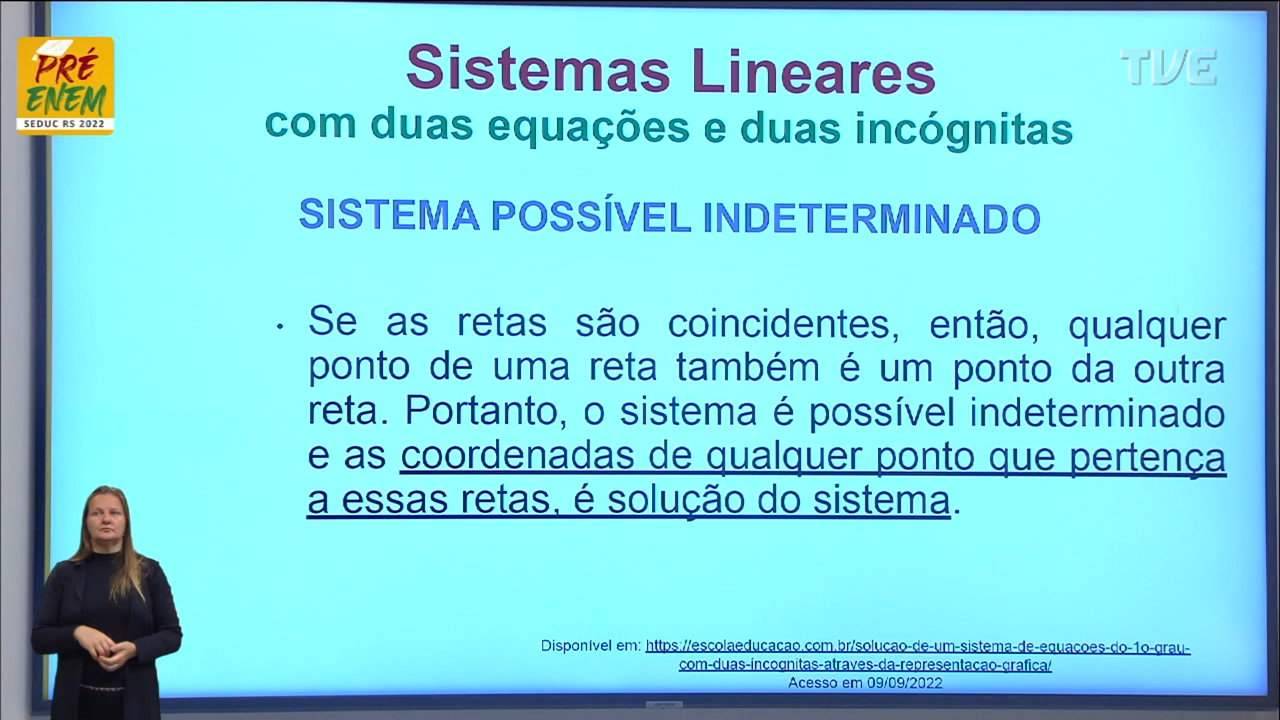 PRÉ
ENEM
SEDUC RS 2022
TVE
Sistemas Lineares
com duas equações e duas incógnitas
SISTEMA POSSÍVEL INDETERMINADO
• Se as retas são coincidentes, então, qualquer
ponto de uma reta também é um ponto da outra
reta. Portanto, o sistema é possível indeterminado
e as coordenadas de qualquer ponto que pertença
a essas retas, é solução do sistema.
Disponível em: https://escolaeducacao.com.br/solucao-de-um-sistema-de-equacoes-do-1o-grau-
com-duas-incognitas-atraves-da-representacao-grafica/
Acesso em 09/09/2022